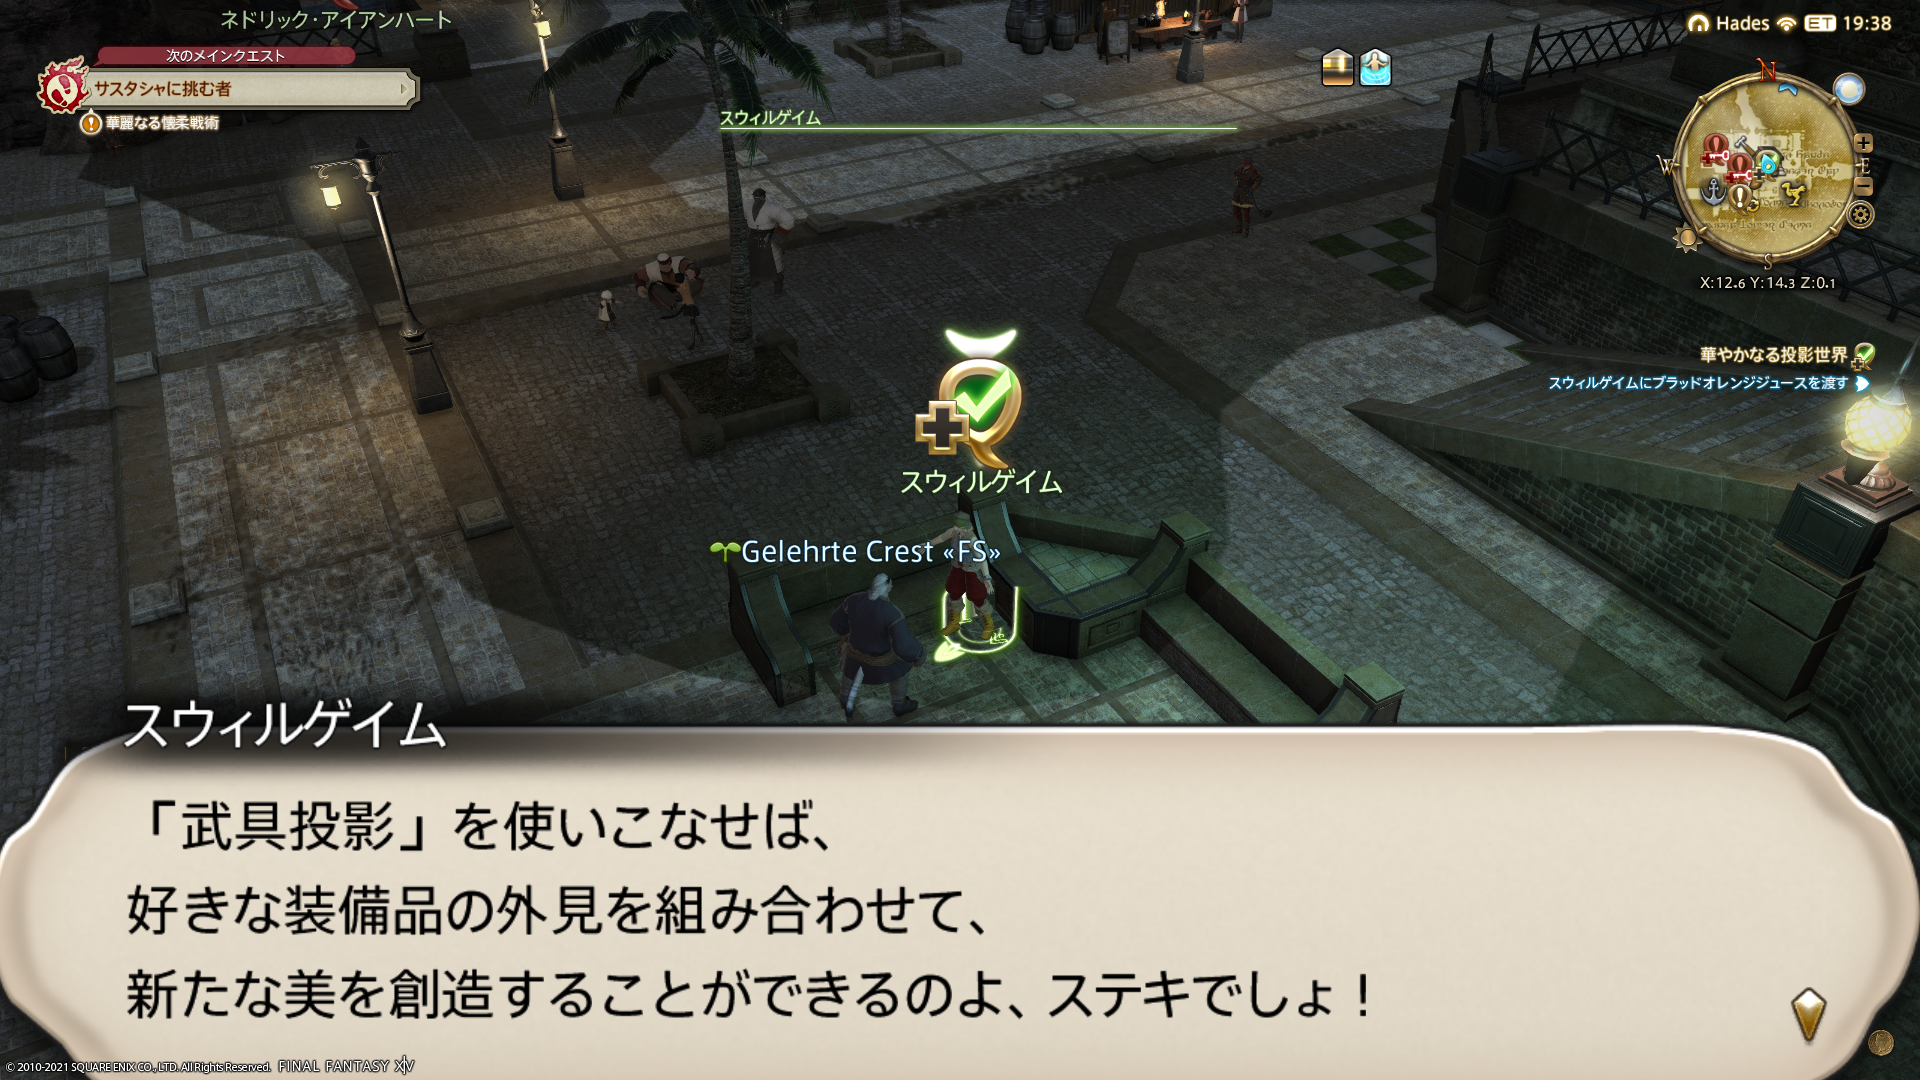 ネドリック・アイアンハート
次のメインクエスト
サスタシャに挑む者
華麗なる懐柔戦術
スウィルゲイム
Hades ET 19:38
N
W
E
S
X:12.6 Y:14.3 Z:0.1
華やかなる投影世界
スウィルゲイムにブラッドオレンジジュースを渡す
スウィルゲイム
Gelehrte Crest «FS»
スウィルゲイム
「武具投影」を使いこなせば、
好きな装備品の外見を組み合わせて、
新たな美を創造することができるのよ、ステキでしょ！
© 2010-2021 SQUARE ENIX CO., LTD. All Rights Reserved. FINAL FANTASY XIV